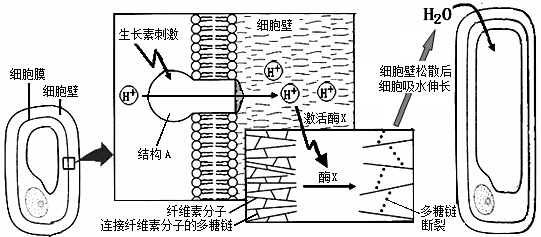 生长素刺激
细胞壁
H₂O
细胞膜
细胞壁
H⁺
H⁺
H⁺
H⁺
结构A
激活酶X
细胞壁松散后
细胞吸水伸长
酶X
纤维素分子
连接纤维素分子的多糖链
多糖链
断裂